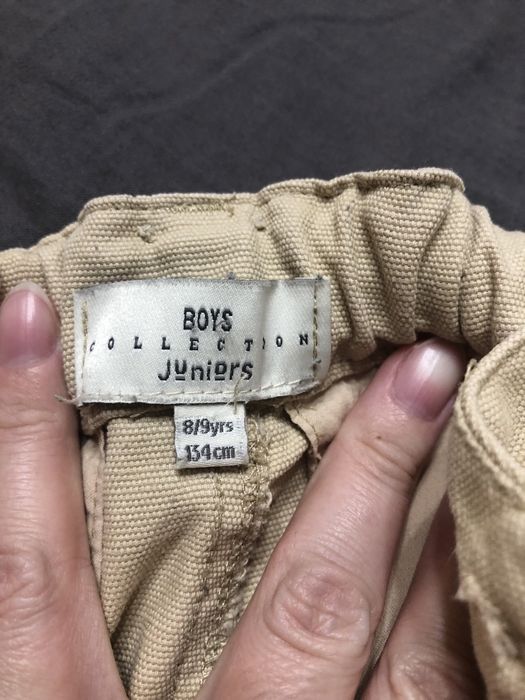 BOYS
COLLECTION
Juniors
8/9yrs
134cm